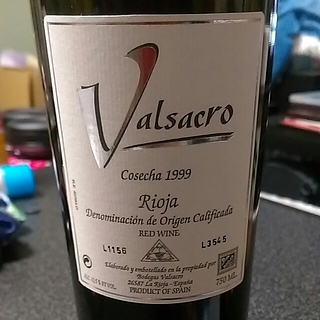 Valsacro
Cosecha 1999
Rioja
Denominación de Origen Calificada
RED WINE
L1156 L3545
Elaborado y embotellado en la propiedad por
Bodegas Valsacro
26587 La Rioja - España
PRODUCT OF SPAIN
750 ML